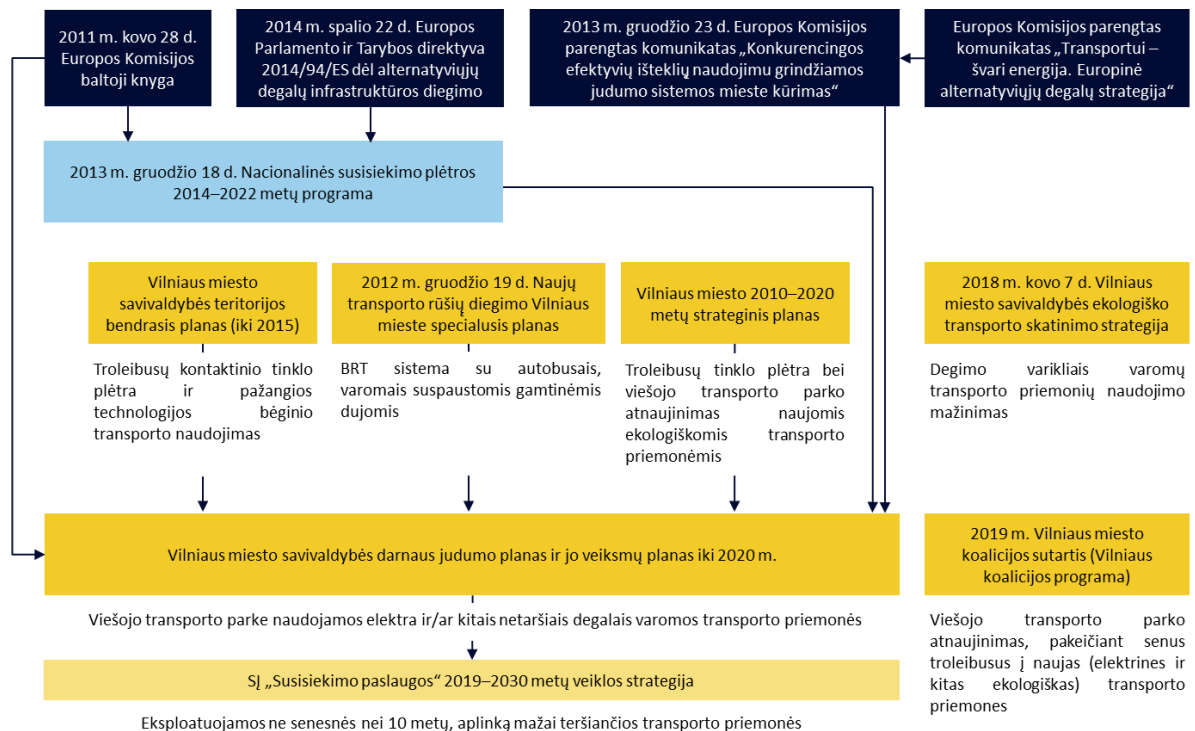 2011 m. kovo 28 d.
Europos Komisijos
baltoji knyga
2014 m. spalio 22 d. Europos
Parlamento ir Tarybos direktyva
2014/94/ES dėl alternatyviųjų
degalų infrastruktūros diegimo
2013 m. gruodžio 23 d. Europos Komisijos
parengtas komunikatas „Konkurencingos
efektyvių išteklių naudojimu grindžiamos
judumo sistemos mieste kūrimas“
Europos Komisijos parengtas
komunikatas „Transportui –
švari energija. Europinė
alternatyviųjų degalų strategija“
2013 m. gruodžio 18 d. Nacionalinės susisiekimo plėtros
2014–2022 metų programa
Vilniaus miesto
savivaldybės teritorijos
bendrasis planas (iki 2015)
2012 m. gruodžio 19 d. Naujų
transporto rūšių diegimo Vilniaus
mieste specialusis planas
Vilniaus miesto 2010–2020
metų strateginis planas
2018 m. kovo 7 d. Vilniaus
miesto savivaldybės ekologiško
transporto skatinimo strategija
Troleibusų kontaktinio tinklo
plėtra ir pažangios
technologijos bėginio
transporto naudojimas
BRT sistema su autobusais,
varomais suspaustomis gamtinėmis
dujomis
Troleibusų tinklo plėtra bei
viešojo transporto parko
atnaujinimas naujomis
ekologiškomis transporto
priemonėmis
Degimo varikliais varomų
transporto priemonių naudojimo
mažinimas
Vilniaus miesto savivaldybės darnaus judumo planas ir jo veiksmų planas iki 2020 m.
2019 m. Vilniaus miesto
koalicijos sutartis (Vilniaus
koalicijos programa)
Viešojo transporto parke naudojamos elektra ir/ar kitais netaršiais degalais varomos transporto priemonės
Viešojo transporto parko
atnaujinimas, pakeičiant senus
troleibusus į naujas (elektrines ir
kitas ekologiškas) transporto
priemones
SĮ „Susisiekimo paslaugos“ 2019–2030 metų veiklos strategija
Eksploatuojamos ne senesnės nei 10 metų, aplinką mažai teršiančios transporto priemonės